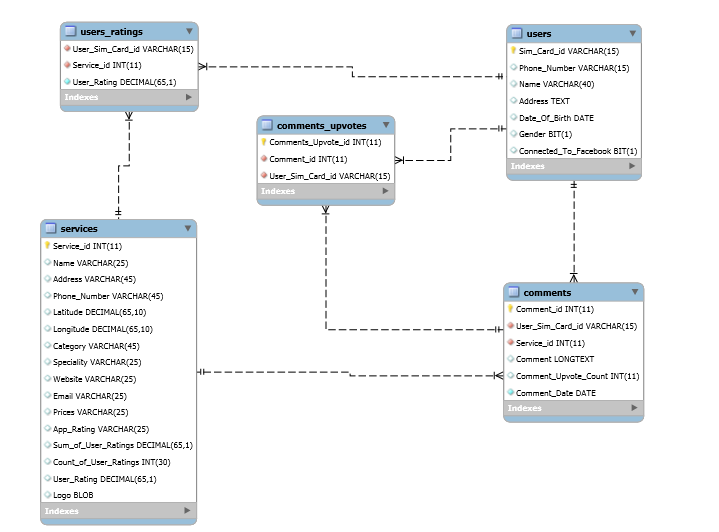 users_ratings
User_Sim_Card_id VARCHAR(15)
Service_id INT(11)
User_Rating DECIMAL(65,1)
Indexes
users
Sim_Card_id VARCHAR(15)
Phone_Number VARCHAR(15)
Name VARCHAR(40)
Address TEXT
Date_Of_Birth DATE
Gender BIT(1)
Connected_To_Facebook BIT(1)
Indexes
comments_upvotes
Comments_Upvote_id INT(11)
Comment_id INT(11)
User_Sim_Card_id VARCHAR(15)
Indexes
services
Service_id INT(11)
Name VARCHAR(25)
Address VARCHAR(45)
Phone_Number VARCHAR(45)
Latitude DECIMAL(65,10)
Longitude DECIMAL(65,10)
Category VARCHAR(45)
Speciality VARCHAR(25)
Website VARCHAR(25)
Email VARCHAR(25)
Prices VARCHAR(25)
App_Rating VARCHAR(25)
Sum_of_User_Ratings DECIMAL(65,1)
Count_of_User_Ratings INT(30)
User_Rating DECIMAL(65,1)
Logo BLOB
Indexes
comments
Comment_id INT(11)
User_Sim_Card_id VARCHAR(15)
Service_id INT(11)
Comment LONGTEXT
Comment_Upvote_Count INT(11)
Comment_Date DATE
Indexes